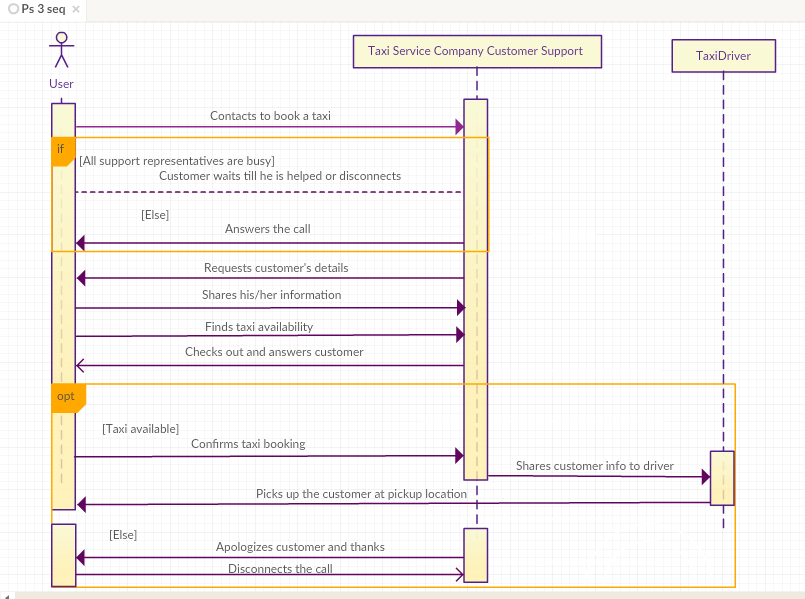 Ps 3 seq ×
Taxi Service Company Customer Support
TaxiDriver
User
Contacts to book a taxi
if
[All support representatives are busy]
Customer waits till he is helped or disconnects
[Else]
Answers the call
Requests customer's details
Shares his/her information
Finds taxi availability
Checks out and answers customer
opt
[Taxi available]
Confirms taxi booking
Shares customer info to driver
Picks up the customer at pickup location
[Else]
Apologizes customer and thanks
Disconnects the call